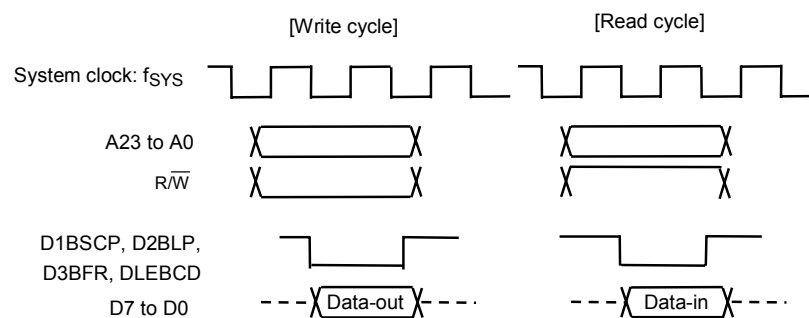 [Write cycle]
[Read cycle]
System clock: fSYS
A23 to A0
R/W̅
D1BSCP, D2BLP,
D3BFR, DLEBCD
D7 to D0
Data-out
Data-in